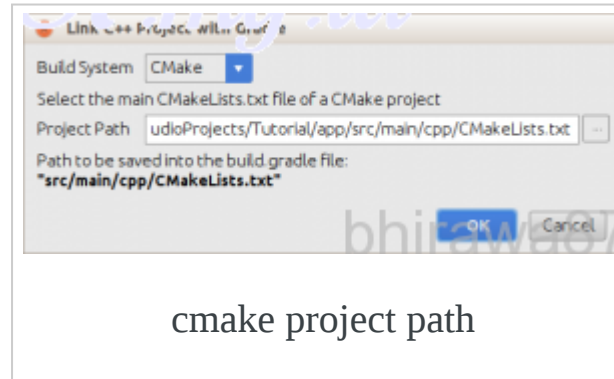 Link C++ Project with Gradle
Build System CMake
Select the main CMakeLists.txt file of a CMake project
Project Path udioProjects/Tutorial/app/src/main/cpp/CMakeLists.txt ...
Path to be saved into the build.gradle file:
"src/main/cpp/CMakeLists.txt"
OK Cancel
bhirawa87
cmake project path